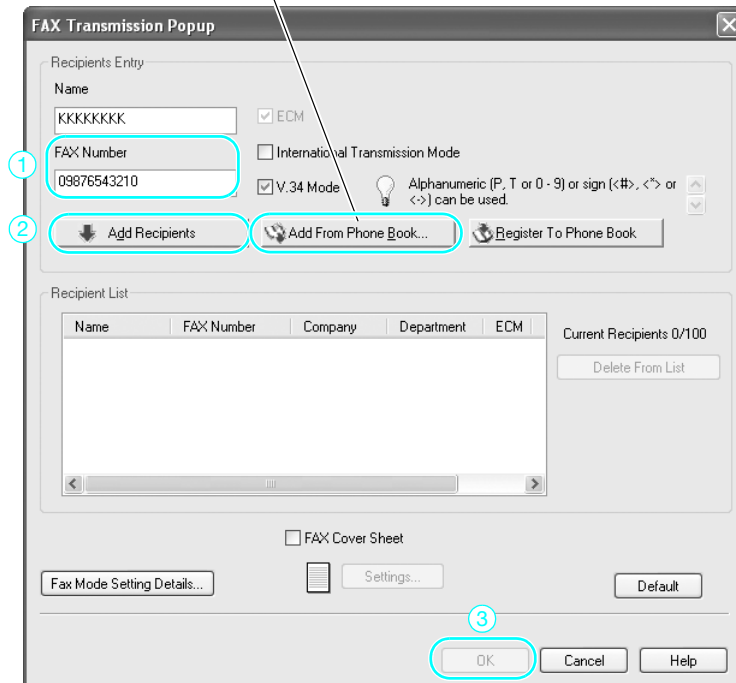 FAX Transmission Popup
Recipients Entry
Name
KKKKKKKK
ECM
FAX Number
International Transmission Mode
1
09876543210
V.34 Mode
Alphanumeric (P, T or 0 - 9) or sign (<#>, <*> or
<-> ) can be used.
2
Add Recipients
Add From Phone Book...
Register To Phone Book
Recipient List
Name FAX Number Company Department ECM
Current Recipients 0/100
Delete From List
FAX Cover Sheet
Fax Mode Setting Details...
Settings...
Default
3
OK
Cancel
Help